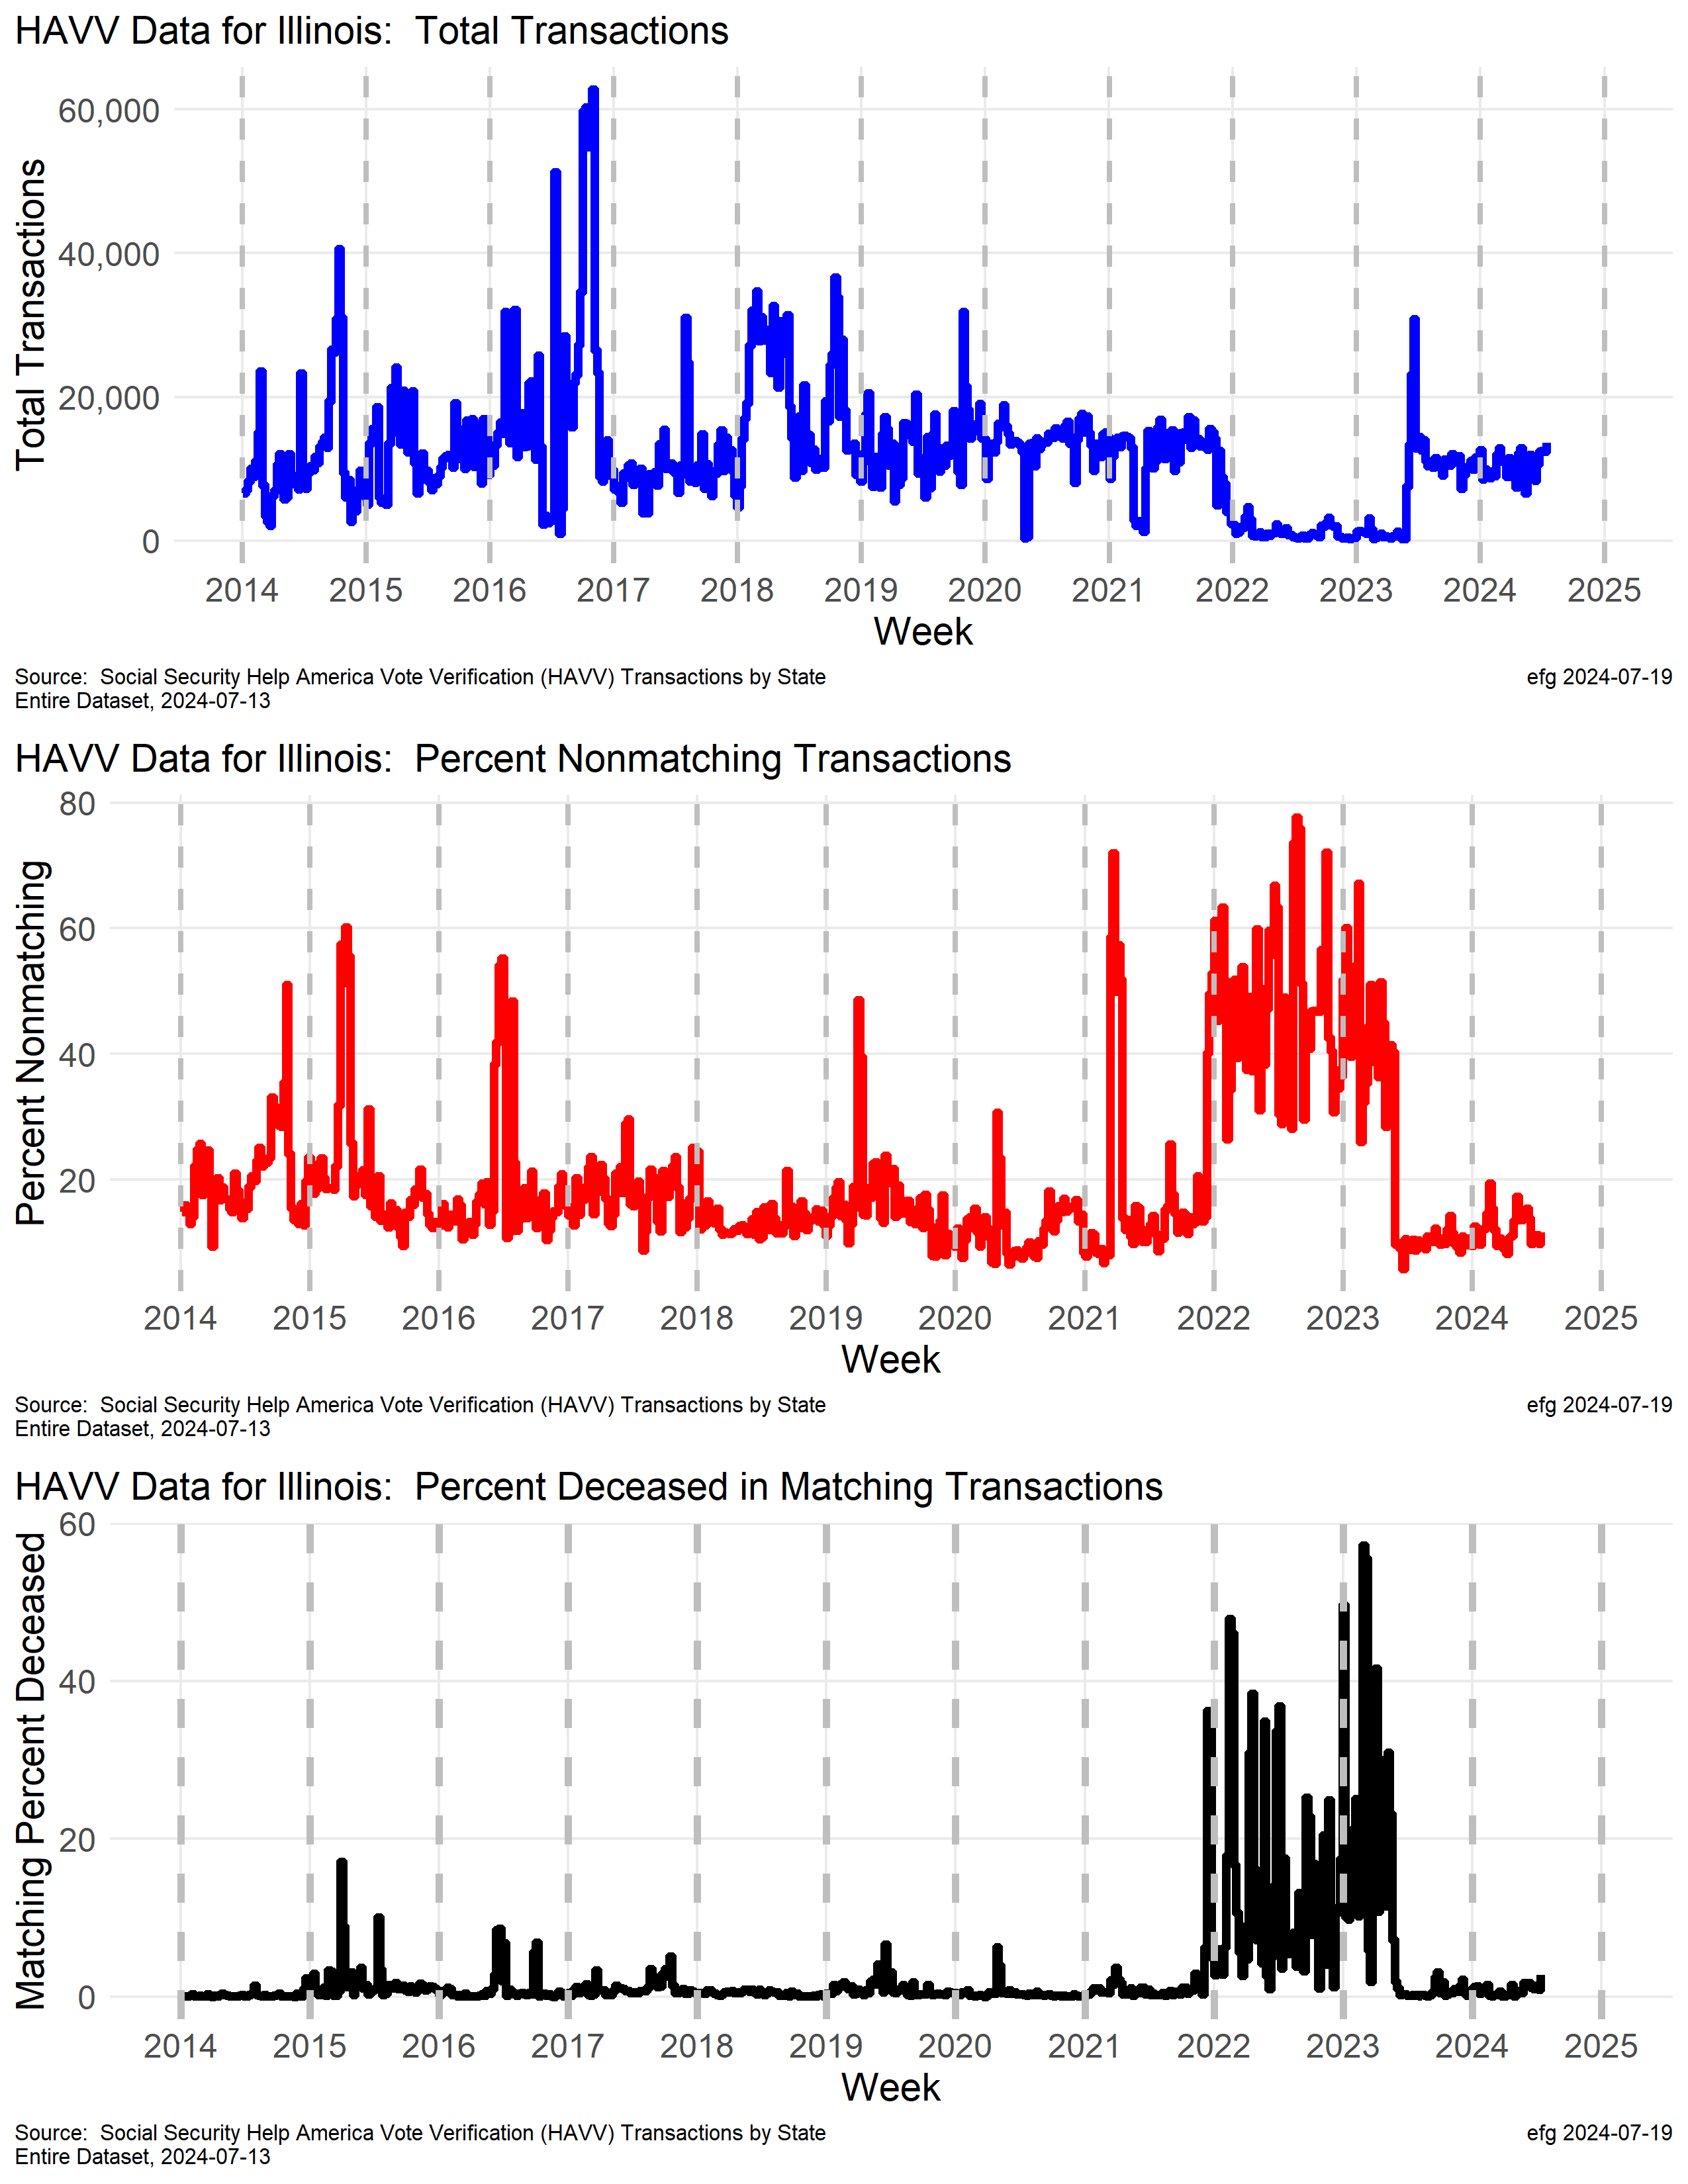 HAVV Data for Illinois:  Total Transactions
Total Transactions
60,000
40,000
20,000
0
2014 2015 2016 2017 2018 2019 2020 2021 2022 2023 2024 2025
Week
Source:  Social Security Help America Vote Verification (HAVV) Transactions by State
Entire Dataset, 2024-07-13
efg 2024-07-19
HAVV Data for Illinois:  Percent Nonmatching Transactions
Percent Nonmatching
80
60
40
20
2014 2015 2016 2017 2018 2019 2020 2021 2022 2023 2024 2025
Week
Source:  Social Security Help America Vote Verification (HAVV) Transactions by State
Entire Dataset, 2024-07-13
efg 2024-07-19
HAVV Data for Illinois:  Percent Deceased in Matching Transactions
Matching Percent Deceased
60
40
20
0
2014 2015 2016 2017 2018 2019 2020 2021 2022 2023 2024 2025
Week
Source:  Social Security Help America Vote Verification (HAVV) Transactions by State
Entire Dataset, 2024-07-13
efg 2024-07-19